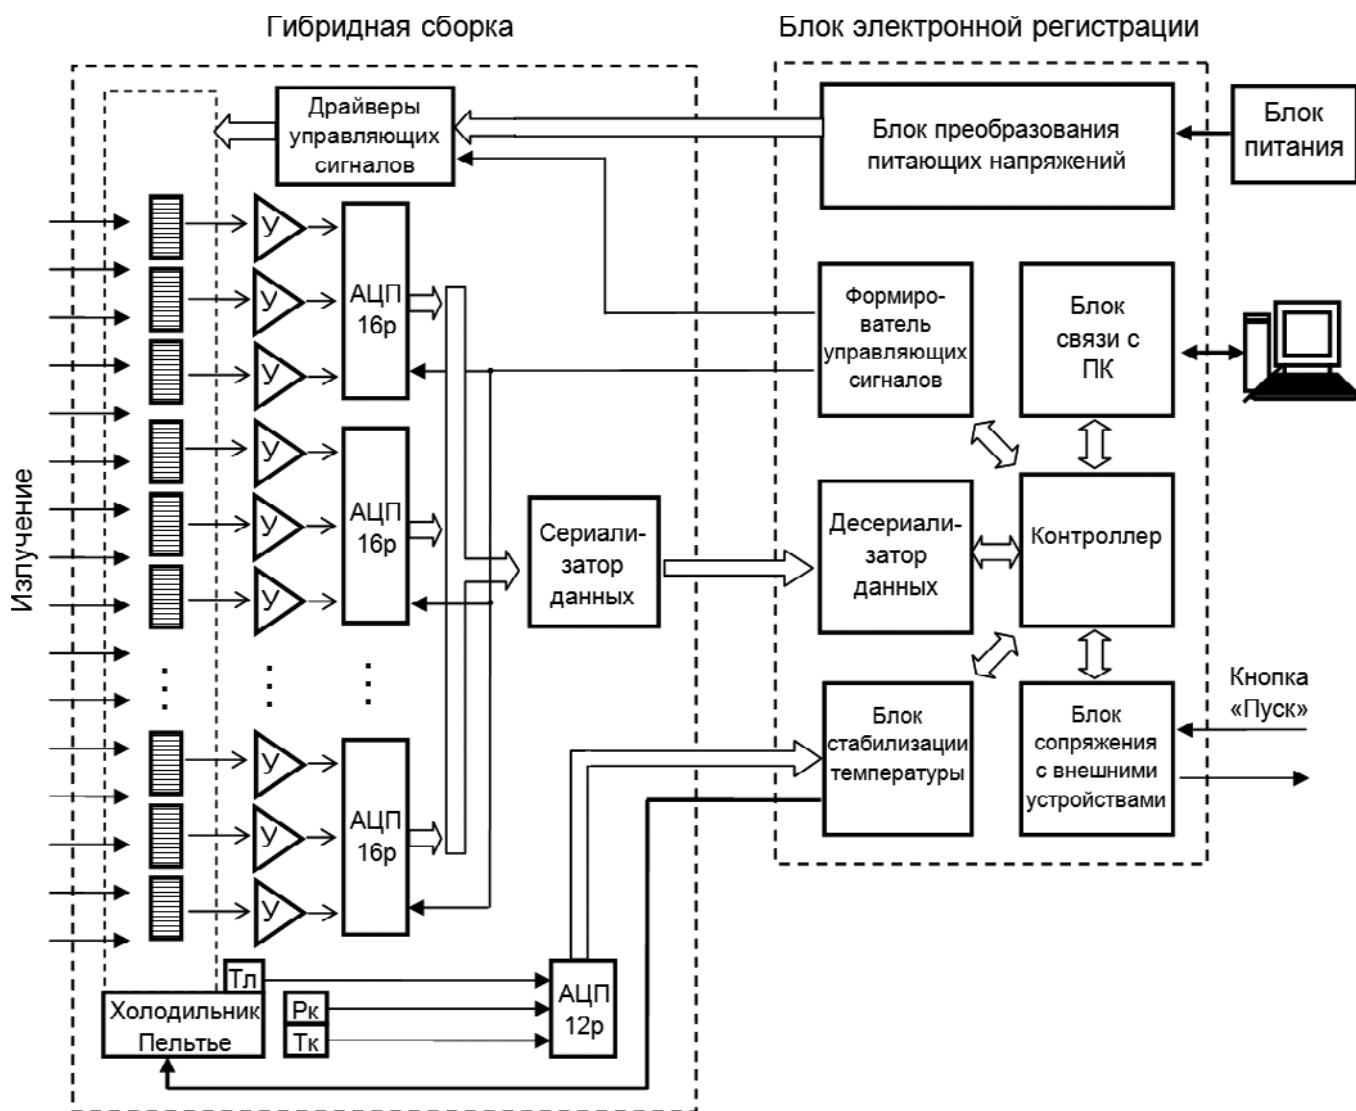 Гибридная сборка
Блок электронной регистрации
Драйверы
управляющих
сигналов
Блок преобразования
питающих напряжений
Блок
питания
У
У
У
АЦП
16р
Формиро-
ватель
управляющих
сигналов
Блок
связи с
ПК
У
У
У
АЦП
16р
Излучение
Сериали-
затор
данных
Десериали-
затор
данных
Контроллер
У
У
У
АЦП
16р
Блок
стабилизации
температуры
Блок
сопряжения
с внешними
устройствами
Кнопка
«Пуск»
Тл
Холодильник
Пельтье
Рк
Тк
АЦП
12р